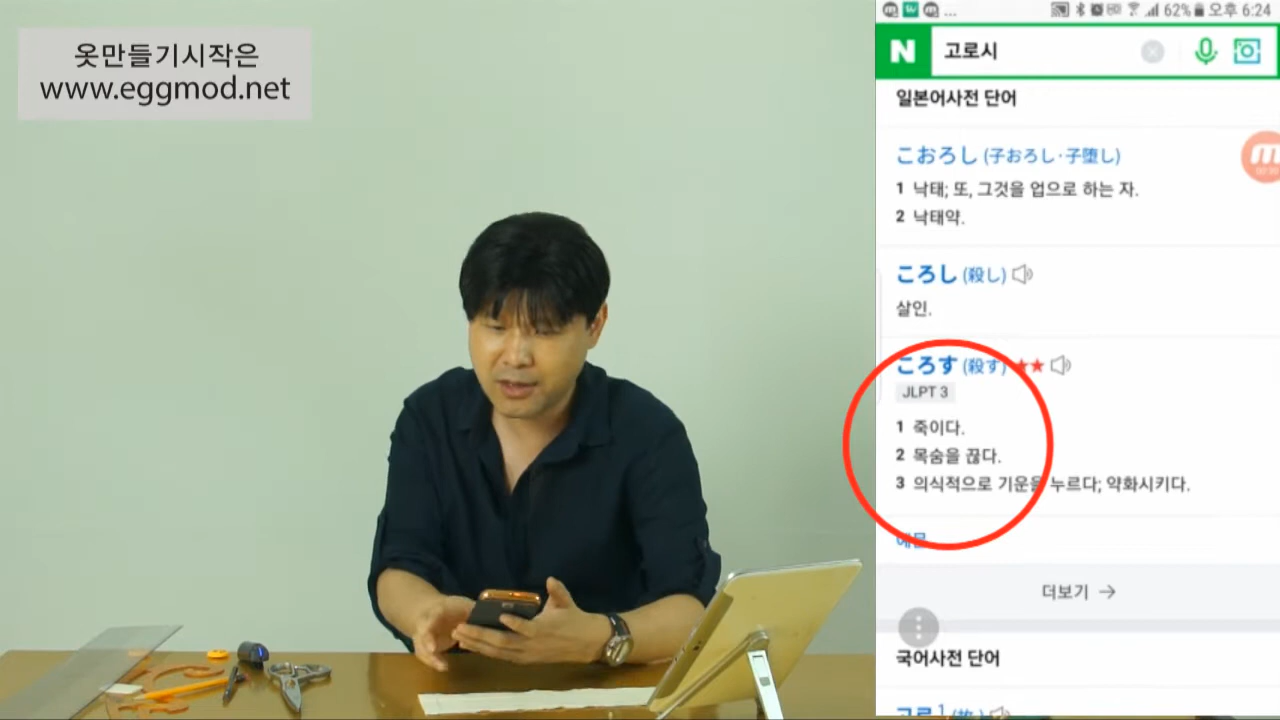 옷만들기시작은
www.eggmod.net
... 62% 오후 6:24
N 고로시
일본어사전 단어
こおろし (子おろし·子堕し)
1 낙태; 또, 그것을 업으로 하는 자.
2 낙태약.
ころし (殺し)
살인.
ころす (殺す) ★★
JLPT 3
1 죽이다.
2 목숨을 끊다.
3 의식적으로 기운을 누르다; 약화시키다.
예문
더보기 →
국어사전 단어